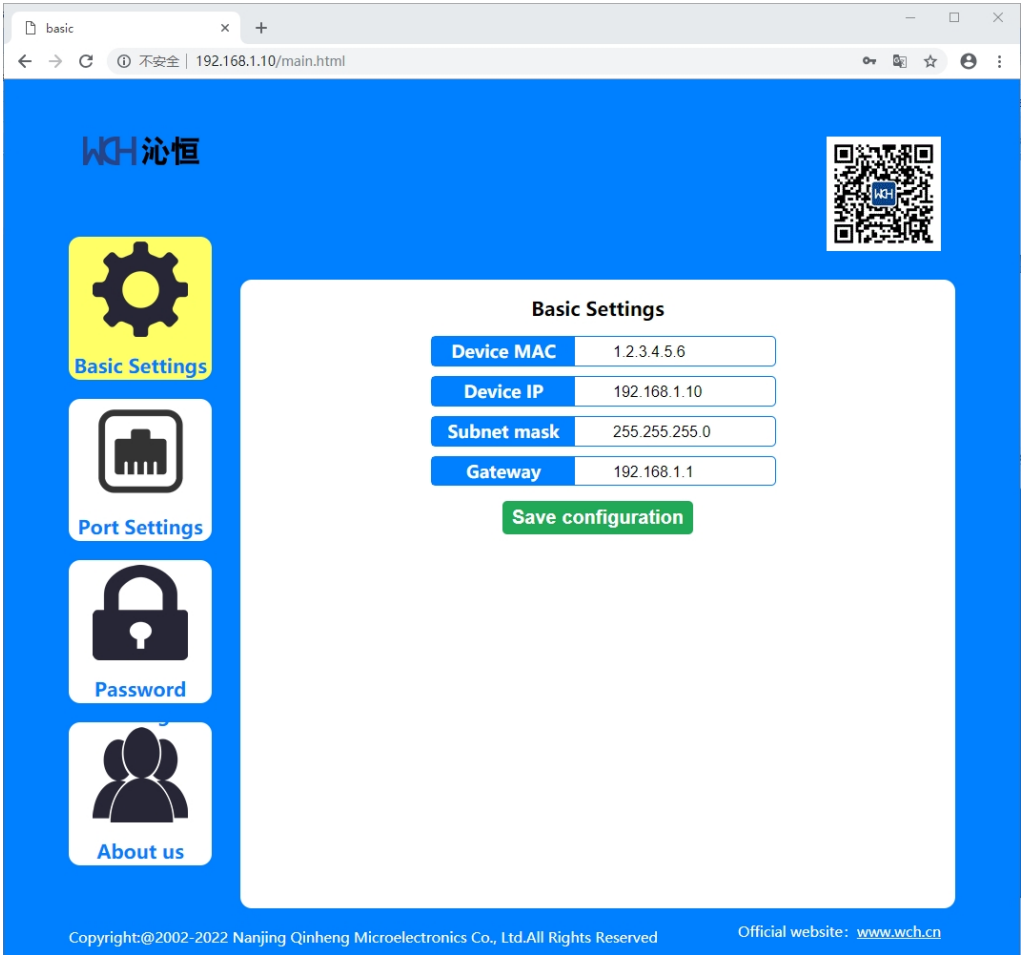 basic
不安全 | 192.168.1.10/main.html
WCH 沁恒
WCH
Basic Settings
Basic Settings
Device MAC 1.2.3.4.5.6
Device IP 192.168.1.10
Subnet mask 255.255.255.0
Gateway 192.168.1.1
Save configuration
Port Settings
Password
About us
Copyright:@2002-2022 Nanjing Qinheng Microelectronics Co., Ltd.All Rights Reserved
Official website：www.wch.cn